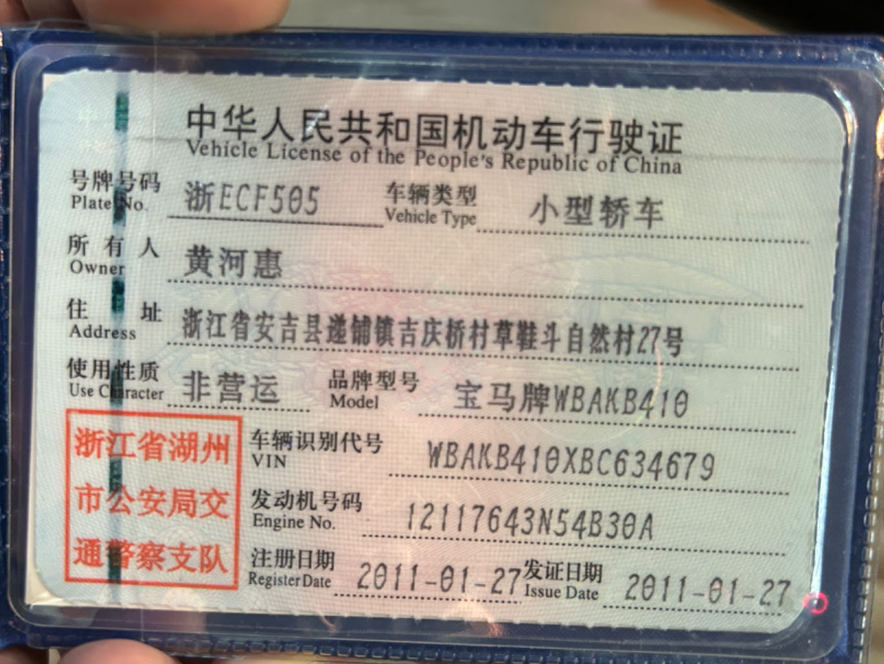 中华人民共和国机动车行驶证
Vehicle License of the People's Republic of China
号牌号码 浙ECF505 车辆类型 小型轿车
Plate No. Vehicle Type
所有人 黄河惠
Owner
住址 浙江省安吉县递铺镇吉庆桥村草鞋斗自然村27号
Address
使用性质 非营运 品牌型号 宝马牌WBAKB410
Use Character Model
浙江省湖州
市公安局交
通警察支队
车辆识别代号 WBAKB410XBC634679
VIN
发动机号码 12117643N54B30A
Engine No.
注册日期 2011-01-27 发证日期 2011-01-27
Register Date Issue Date